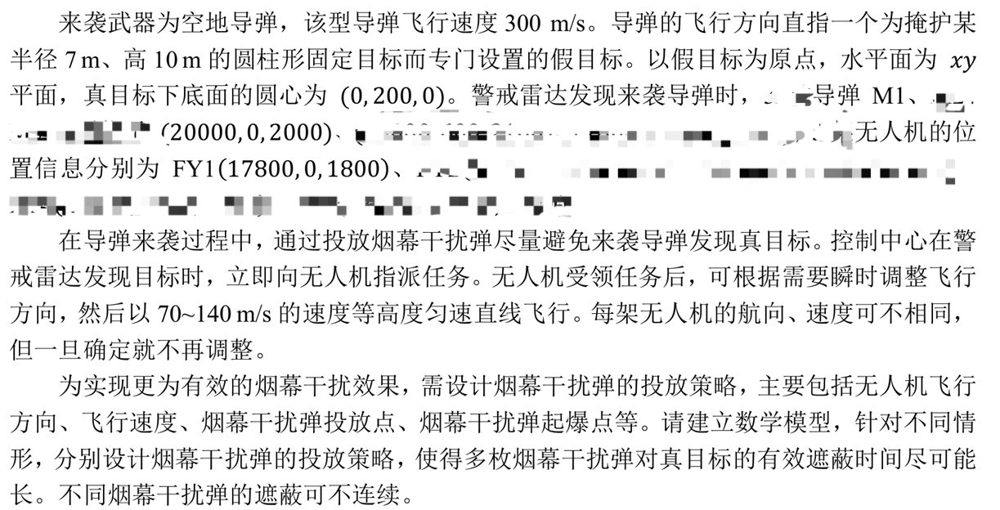 来袭武器为空地导弹，该型导弹飞行速度 300 m/s。导弹的飞行方向直指一个为掩护某
半径 7 m、高 10 m 的圆柱形固定目标而专门设置的假目标。以假目标为原点，水平面为 xy
平面，真目标下底面的圆心为 (0,200,0)。警戒雷达发现来袭导弹时，导弹 M1、
(20000,0,2000)、无人机的位
置信息分别为 FY1(17800,0,1800)、
在导弹来袭过程中，通过投放烟幕干扰弹尽量避免来袭导弹发现真目标。控制中心在警
戒雷达发现目标时，立即向无人机指派任务。无人机受领任务后，可根据需要瞬时调整飞行
方向，然后以 70~140 m/s 的速度等高度匀速直线飞行。每架无人机的航向、速度可不相同，
但一旦确定就不再调整。
为实现更为有效的烟幕干扰效果，需设计烟幕干扰弹的投放策略，主要包括无人机飞行
方向、飞行速度、烟幕干扰弹投放点、烟幕干扰弹起爆点等。请建立数学模型，针对不同情
形，分别设计烟幕干扰弹的投放策略，使得多枚烟幕干扰弹对真目标的有效遮蔽时间尽可能
长。不同烟幕干扰弹的遮蔽可不连续。